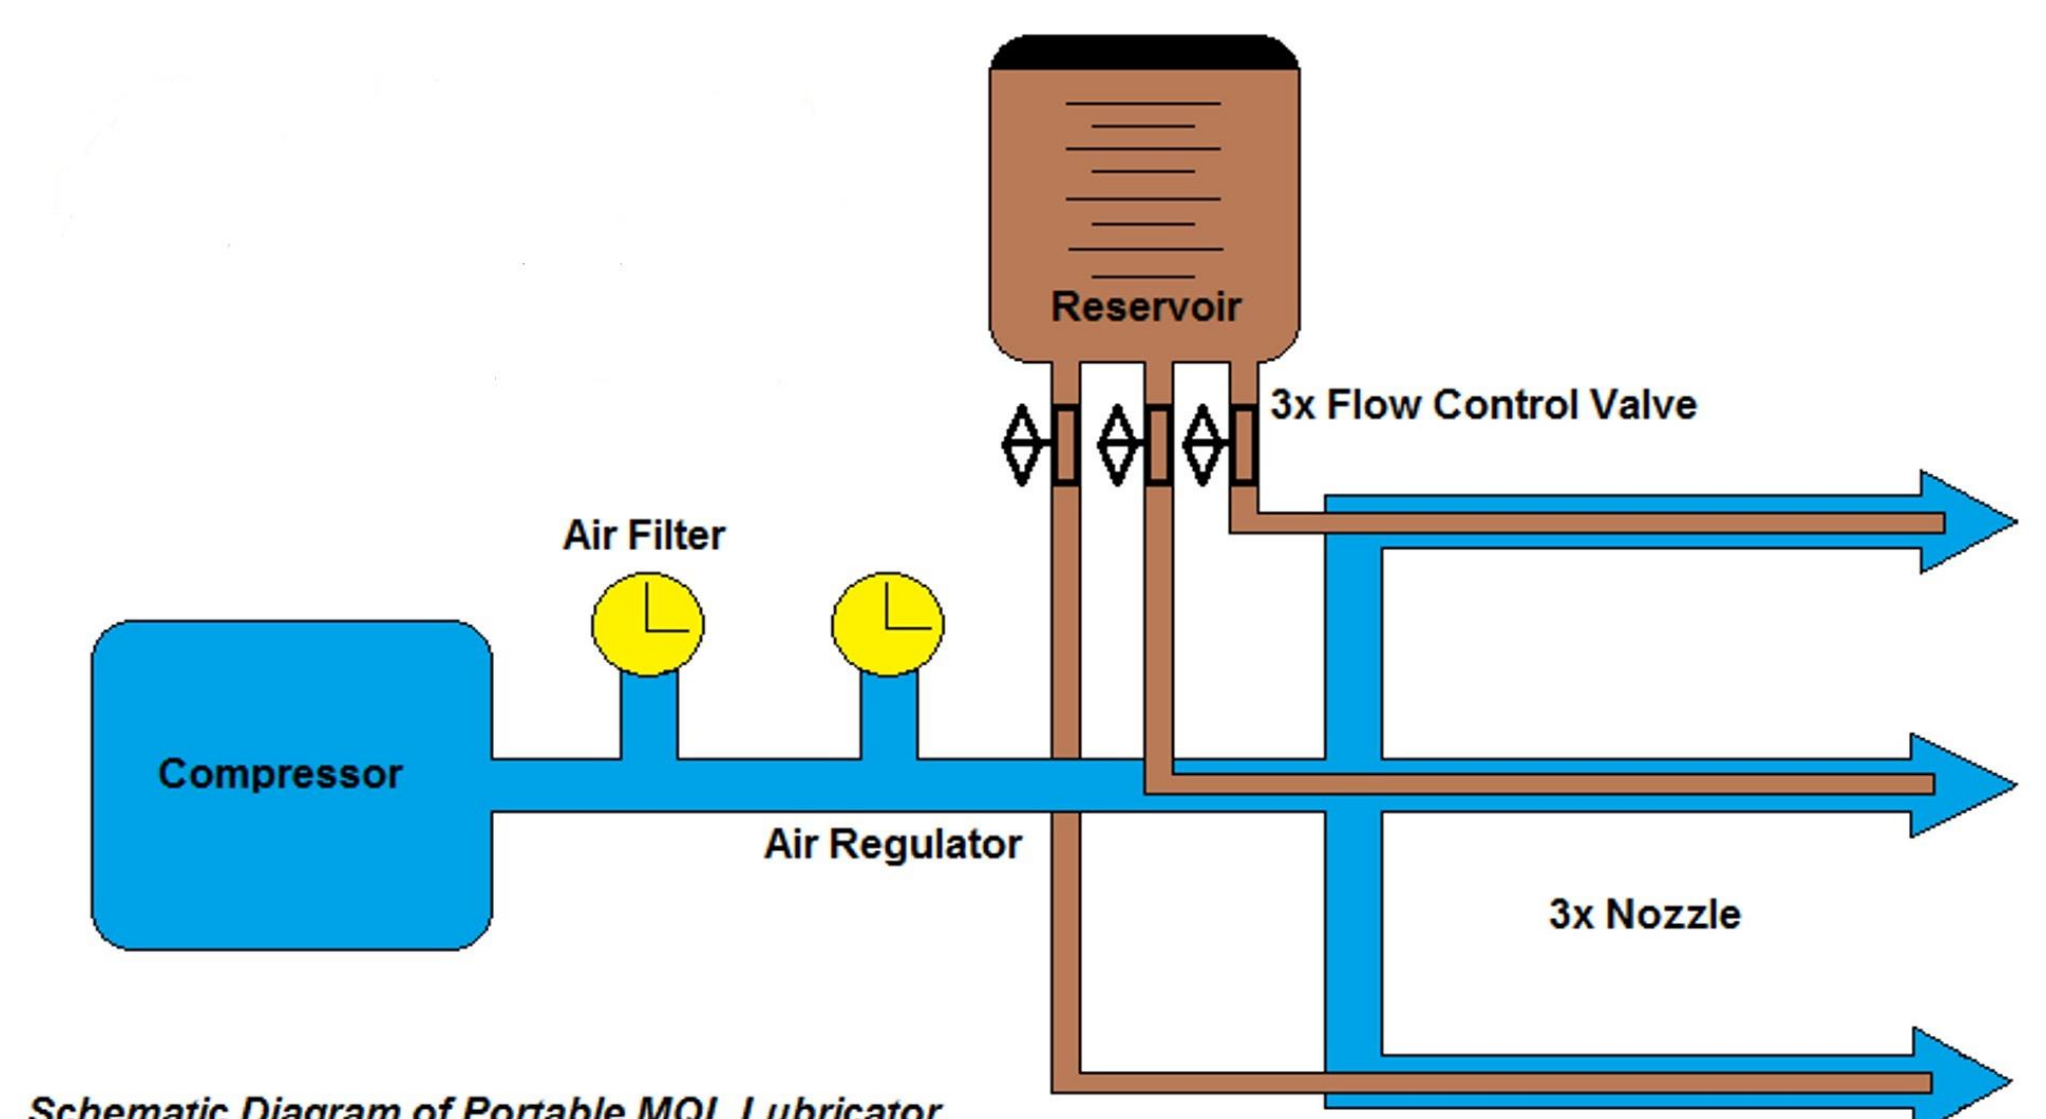 Reservoir
3x Flow Control Valve
Air Filter
Compressor
Air Regulator
3x Nozzle
Schematic Diagram of Portable MQL Lubricator